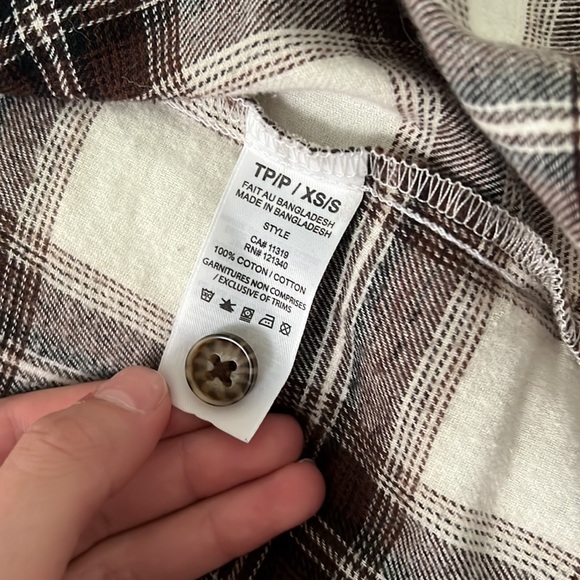 TP/P / XS/S
FAIT AU BANGLADESH
MADE IN BANGLADESH
STYLE
CA# 11319
RN# 121340
100% COTON / COTTON
GARNITURES NON COMPRISES
/ EXCLUSIVE OF TRIMS